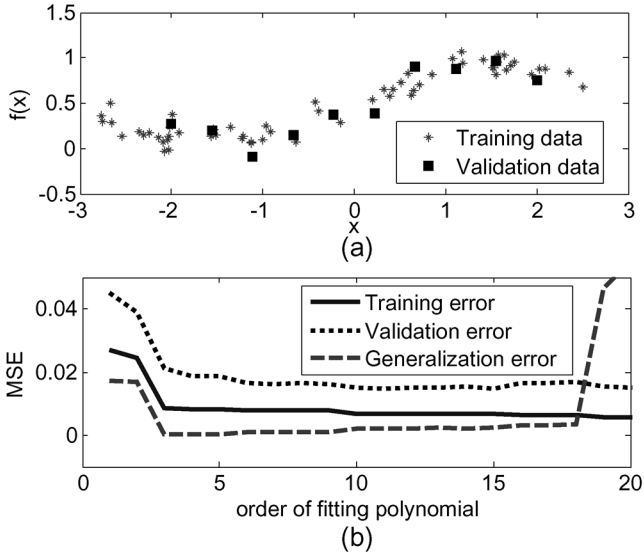 1.5
1
0.5
0
-0.5
f(x)
Training data
Validation data
-3 -2 -1 0 1 2 3
x
(a)
0.04
0.02
0
MSE
Training error
Validation error
Generalization error
0 5 10 15 20
order of fitting polynomial
(b)